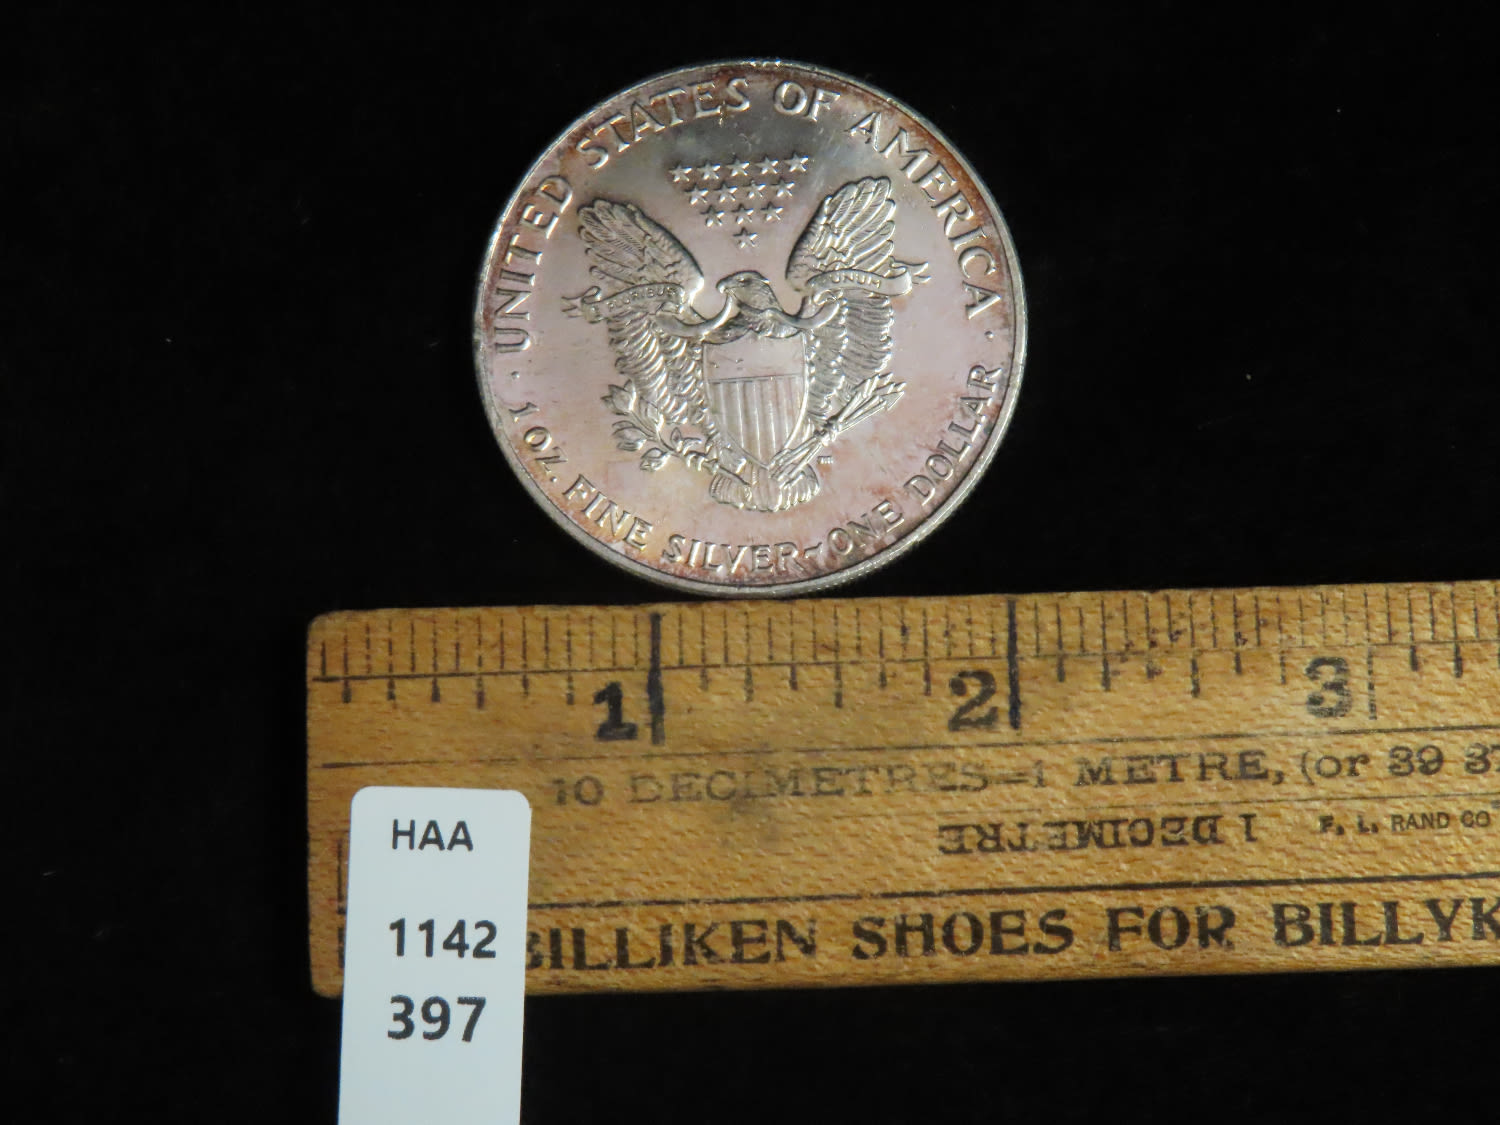 UNITED STATES OF AMERICA
PLURIBUS UNUM
· 1 OZ. FINE SILVER~ONE DOLLAR ·
1 2 3
10 DECIMETRES=1 METRE, (or 39 37
1 DECIMETRE F. L. RAND CO
BILLIKEN SHOES FOR BILLYK
HAA
1142
397